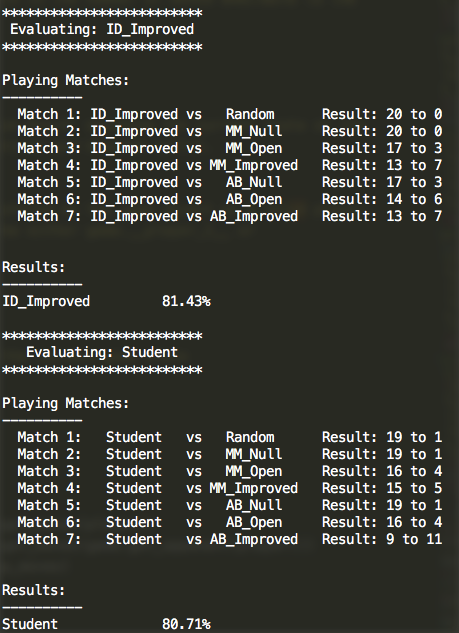 *************************
Evaluating: ID_Improved
*************************
Playing Matches:
----------
Match 1: ID_Improved vs Random Result: 20 to 0
Match 2: ID_Improved vs MM_Null Result: 20 to 0
Match 3: ID_Improved vs MM_Open Result: 17 to 3
Match 4: ID_Improved vs MM_Improved Result: 13 to 7
Match 5: ID_Improved vs AB_Null Result: 17 to 3
Match 6: ID_Improved vs AB_Open Result: 14 to 6
Match 7: ID_Improved vs AB_Improved Result: 13 to 7
Results:
----------
ID_Improved 81.43%
*************************
Evaluating: Student
*************************
Playing Matches:
----------
Match 1: Student vs Random Result: 19 to 1
Match 2: Student vs MM_Null Result: 19 to 1
Match 3: Student vs MM_Open Result: 16 to 4
Match 4: Student vs MM_Improved Result: 15 to 5
Match 5: Student vs AB_Null Result: 19 to 1
Match 6: Student vs AB_Open Result: 16 to 4
Match 7: Student vs AB_Improved Result: 9 to 11
Results:
----------
Student 80.71%